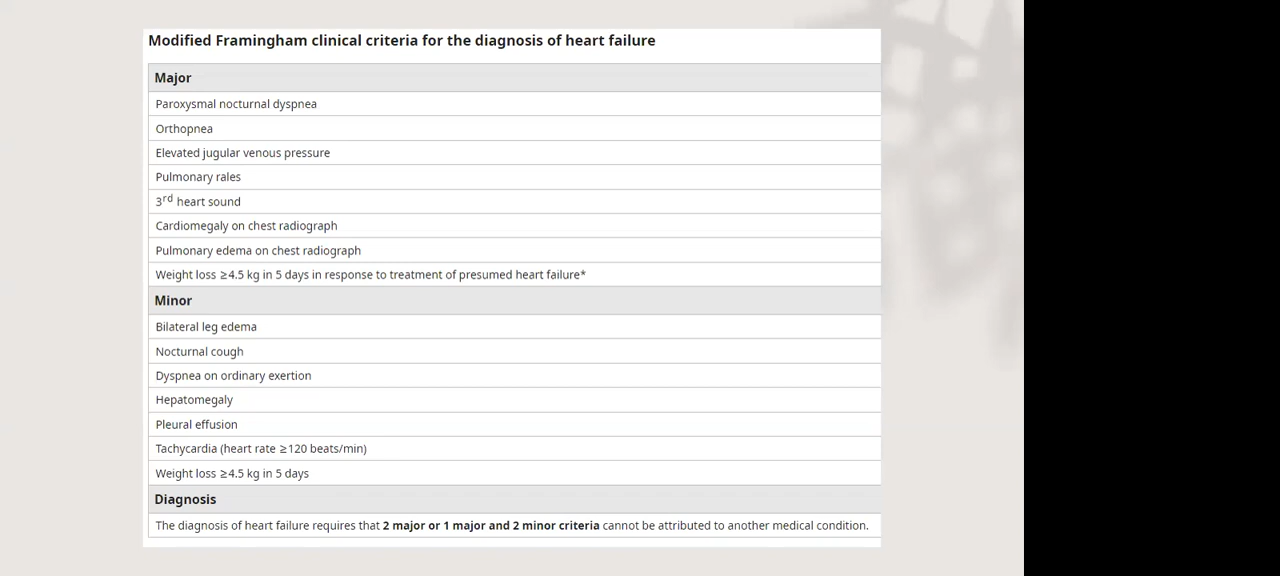 Modified Framingham clinical criteria for the diagnosis of heart failure
Major
Paroxysmal nocturnal dyspnea
Orthopnea
Elevated jugular venous pressure
Pulmonary rales
3rd heart sound
Cardiomegaly on chest radiograph
Pulmonary edema on chest radiograph
Weight loss ≥4.5 kg in 5 days in response to treatment of presumed heart failure*
Minor
Bilateral leg edema
Nocturnal cough
Dyspnea on ordinary exertion
Hepatomegaly
Pleural effusion
Tachycardia (heart rate ≥120 beats/min)
Weight loss ≥4.5 kg in 5 days
Diagnosis
The diagnosis of heart failure requires that 2 major or 1 major and 2 minor criteria cannot be attributed to another medical condition.